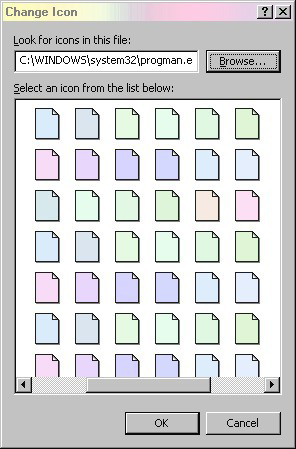 Change Icon
Look for icons in this file:
C:\WINDOWS\system32\progman.e
Browse...
Select an icon from the list below:
OK
Cancel